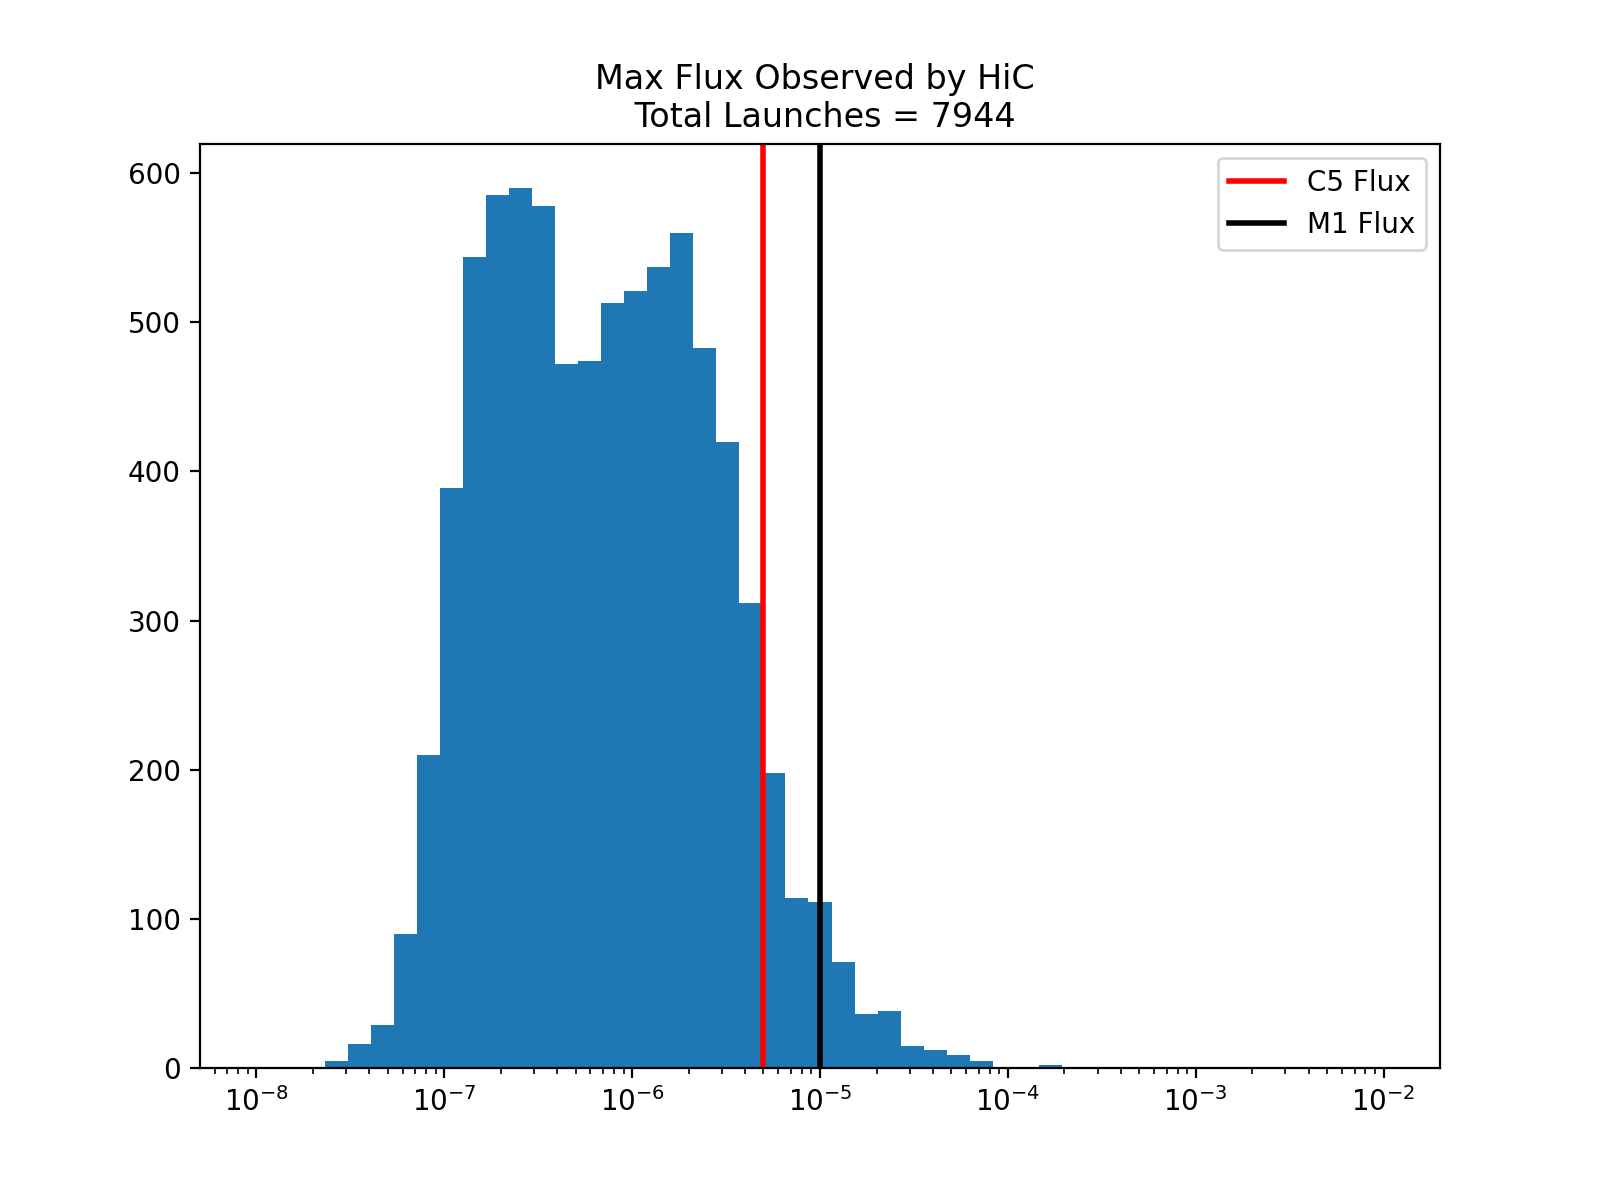 Max Flux Observed by HiC
Total Launches = 7944
600
500
400
300
200
100
0
C5 Flux
M1 Flux
10⁻⁸ 10⁻⁷ 10⁻⁶ 10⁻⁵ 10⁻⁴ 10⁻³ 10⁻²